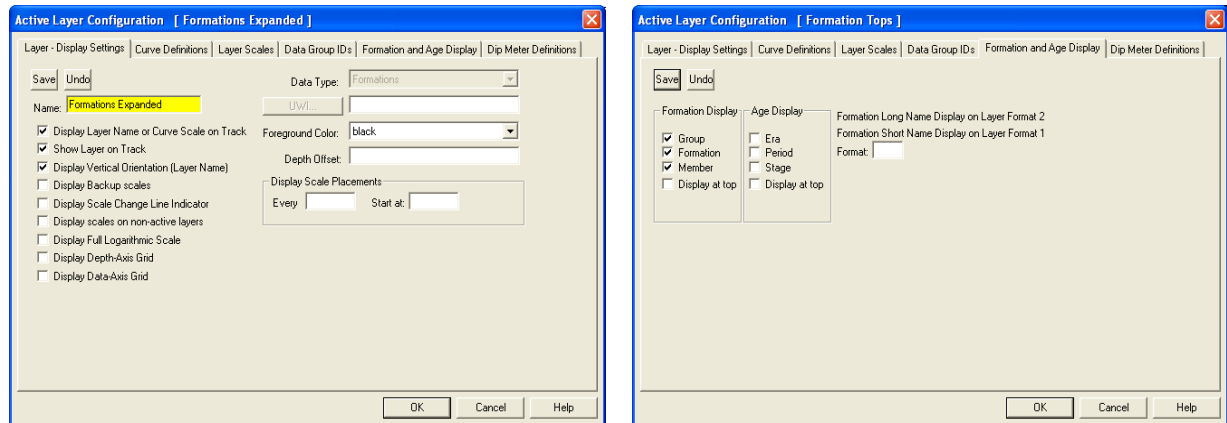 Active Layer Configuration [ Formations Expanded ]
Layer - Display Settings Curve Definitions Layer Scales Data Group IDs Formation and Age Display Dip Meter Definitions
Save Undo
Data Type: Formations
Name: Formations Expanded
UWI...
Display Layer Name or Curve Scale on Track
Foreground Color: black
Show Layer on Track
Depth Offset:
Display Vertical Orientation (Layer Name)
Display Backup scales
Display Scale Placements
Display Scale Change Line Indicator
Every Start at:
Display scales on non-active layers
Display Full Logarithmic Scale
Display Depth-Axis Grid
Display Data-Axis Grid
OK Cancel Help
Active Layer Configuration [ Formation Tops ]
Layer - Display Settings Curve Definitions Layer Scales Data Group IDs Formation and Age Display Dip Meter Definitions
Save Undo
Formation Display Age Display
Formation Long Name Display on Layer Format 2
Formation Short Name Display on Layer Format 1
Group Era
Formation Period
Format:
Member Stage
Display at top Display at top
OK Cancel Help